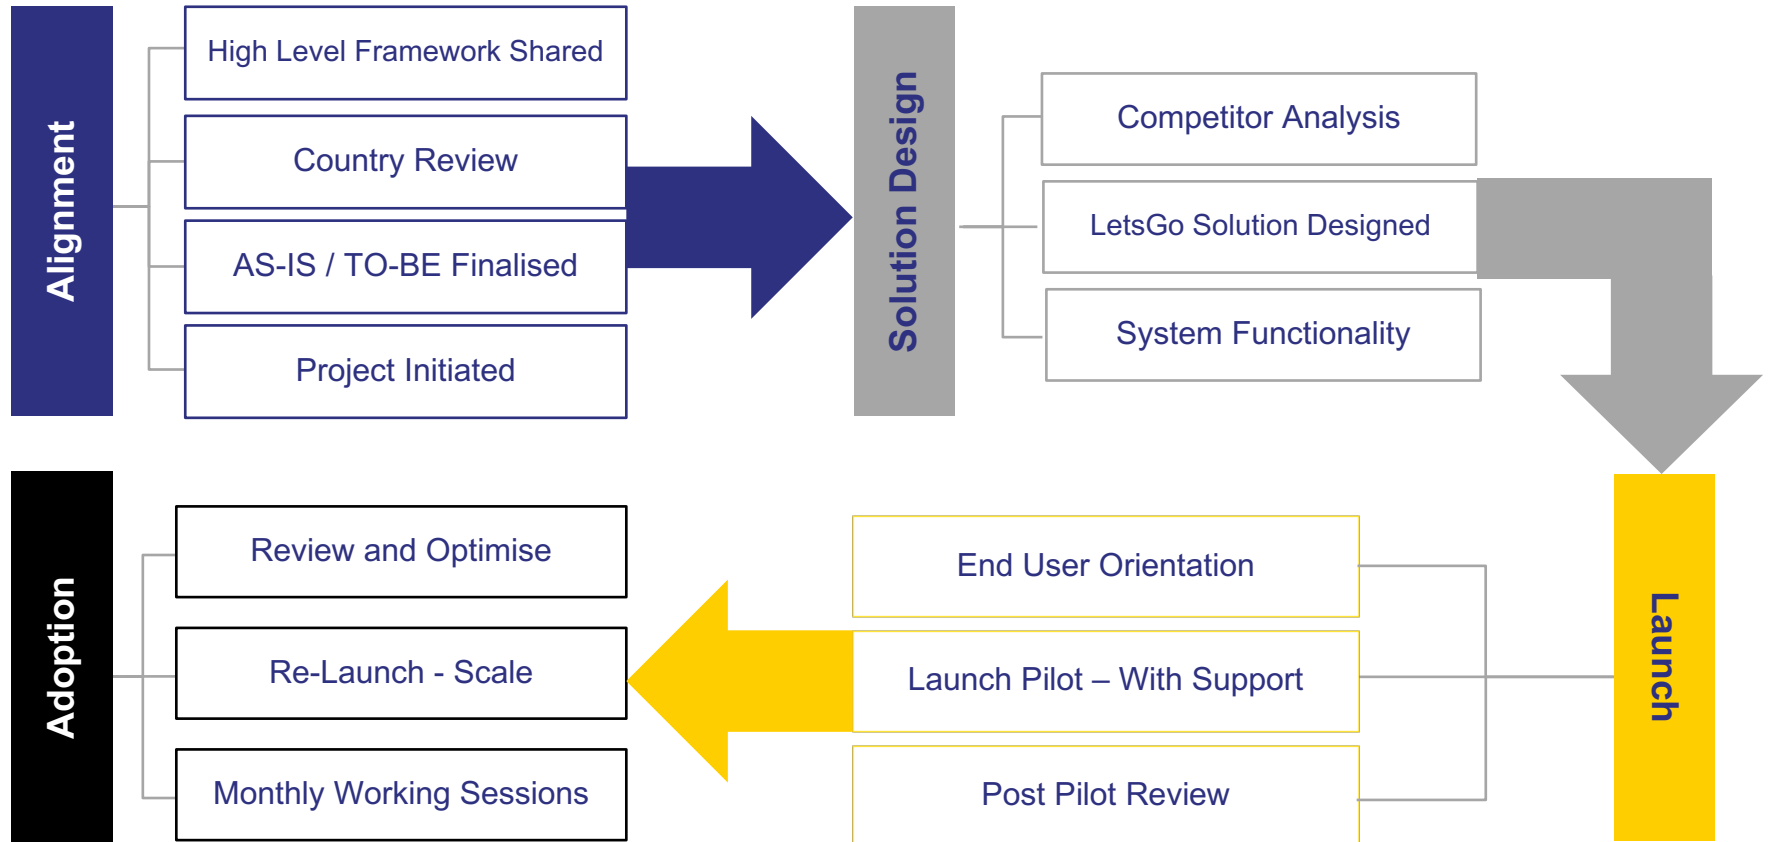 Alignment
High Level Framework Shared
Country Review
AS-IS / TO-BE Finalised
Project Initiated
Solution Design
Competitor Analysis
LetsGo Solution Designed
System Functionality
Launch
End User Orientation
Launch Pilot – With Support
Post Pilot Review
Adoption
Review and Optimise
Re-Launch - Scale
Monthly Working Sessions